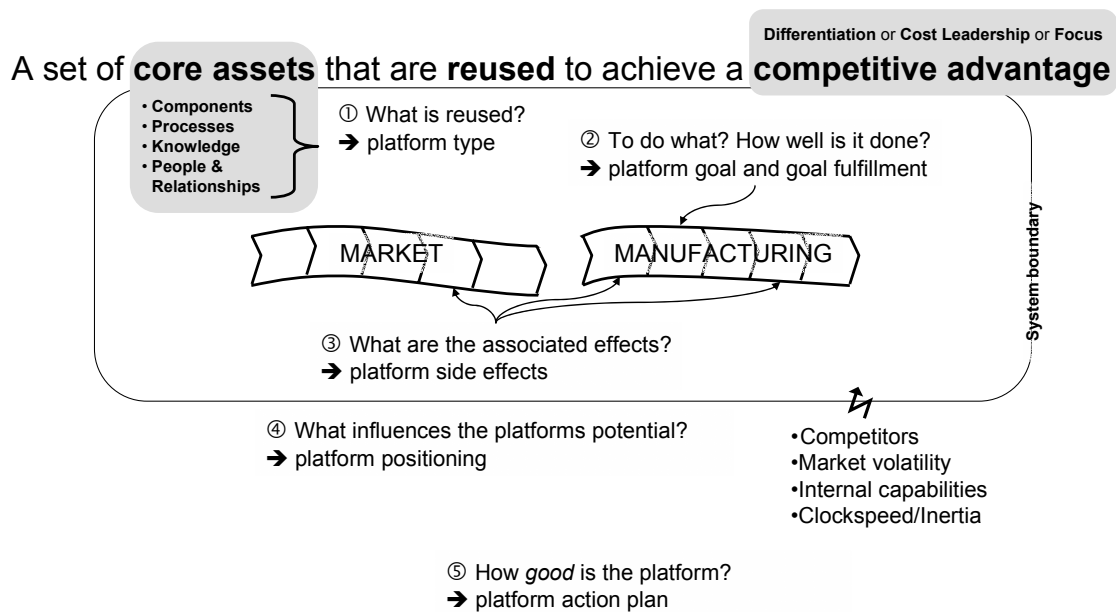 Differentiation or Cost Leadership or Focus
A set of core assets that are reused to achieve a competitive advantage
• Components
• Processes
• Knowledge
• People &
Relationships
① What is reused?
➔ platform type
② To do what? How well is it done?
➔ platform goal and goal fulfillment
MARKET
MANUFACTURING
System boundary
③ What are the associated effects?
➔ platform side effects
④ What influences the platforms potential?
➔ platform positioning
•Competitors
•Market volatility
•Internal capabilities
•Clockspeed/Inertia
⑤ How good is the platform?
➔ platform action plan